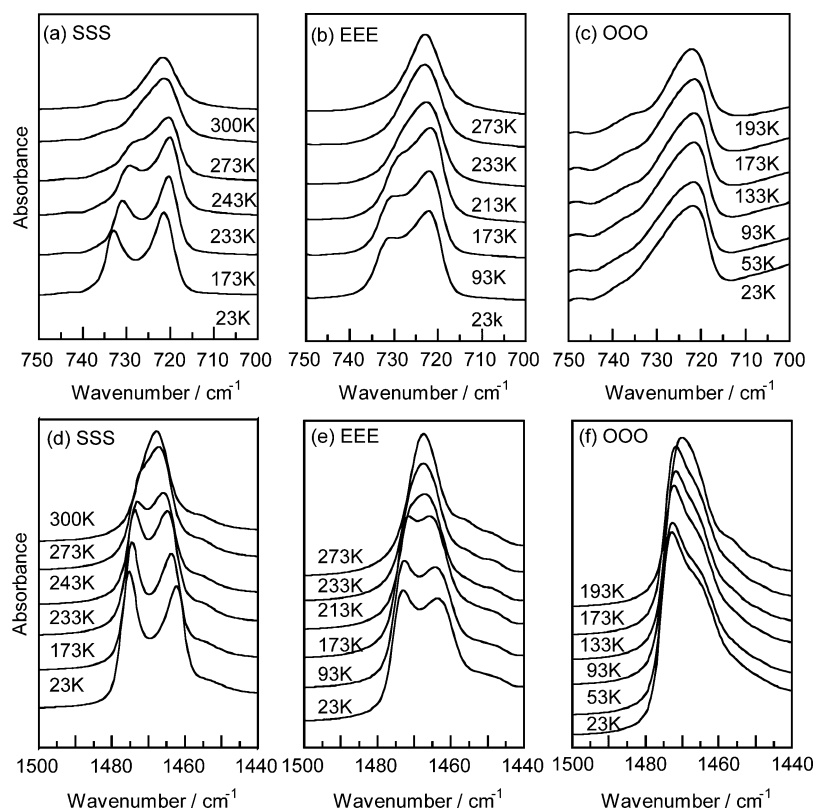 (a) SSS
300K
273K
243K
233K
173K
23K
750 740 730 720 710 700
Wavenumber / cm-1
Absorbance
(b) EEE
273K
233K
213K
173K
93K
23k
750 740 730 720 710 700
Wavenumber / cm-1
(c) OOO
193K
173K
133K
93K
53K
23K
750 740 730 720 710 700
Wavenumber / cm-1
(d) SSS
300K
273K
243K
233K
173K
23K
1500 1480 1460 1440
Wavenumber / cm-1
Absorbance
(e) EEE
273K
233K
213K
173K
93K
23K
1500 1480 1460 1440
Wavenumber / cm-1
(f) OOO
193K
173K
133K
93K
53K
23K
1500 1480 1460 1440
Wavenumber / cm-1